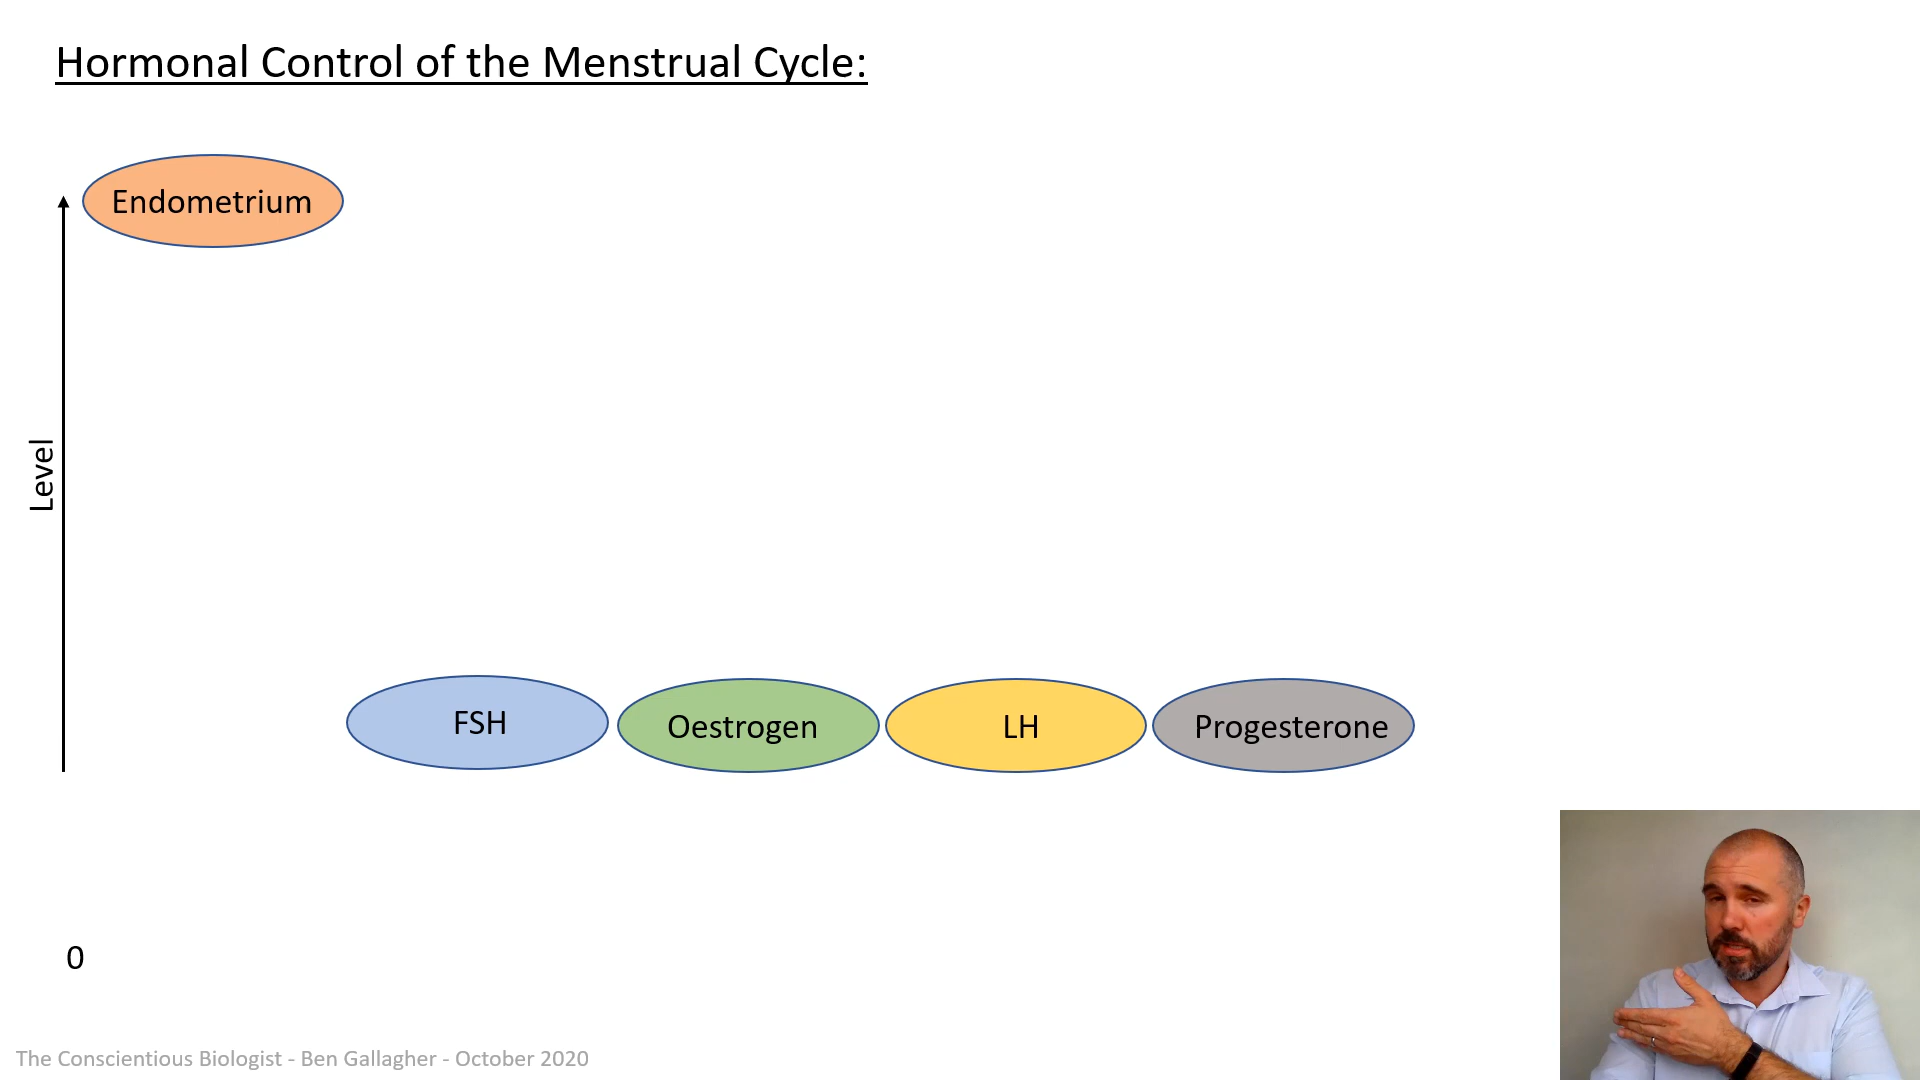 Hormonal Control of the Menstrual Cycle:
Endometrium
Level
FSH
Oestrogen
LH
Progesterone
0
The Conscientious Biologist - Ben Gallagher - October 2020